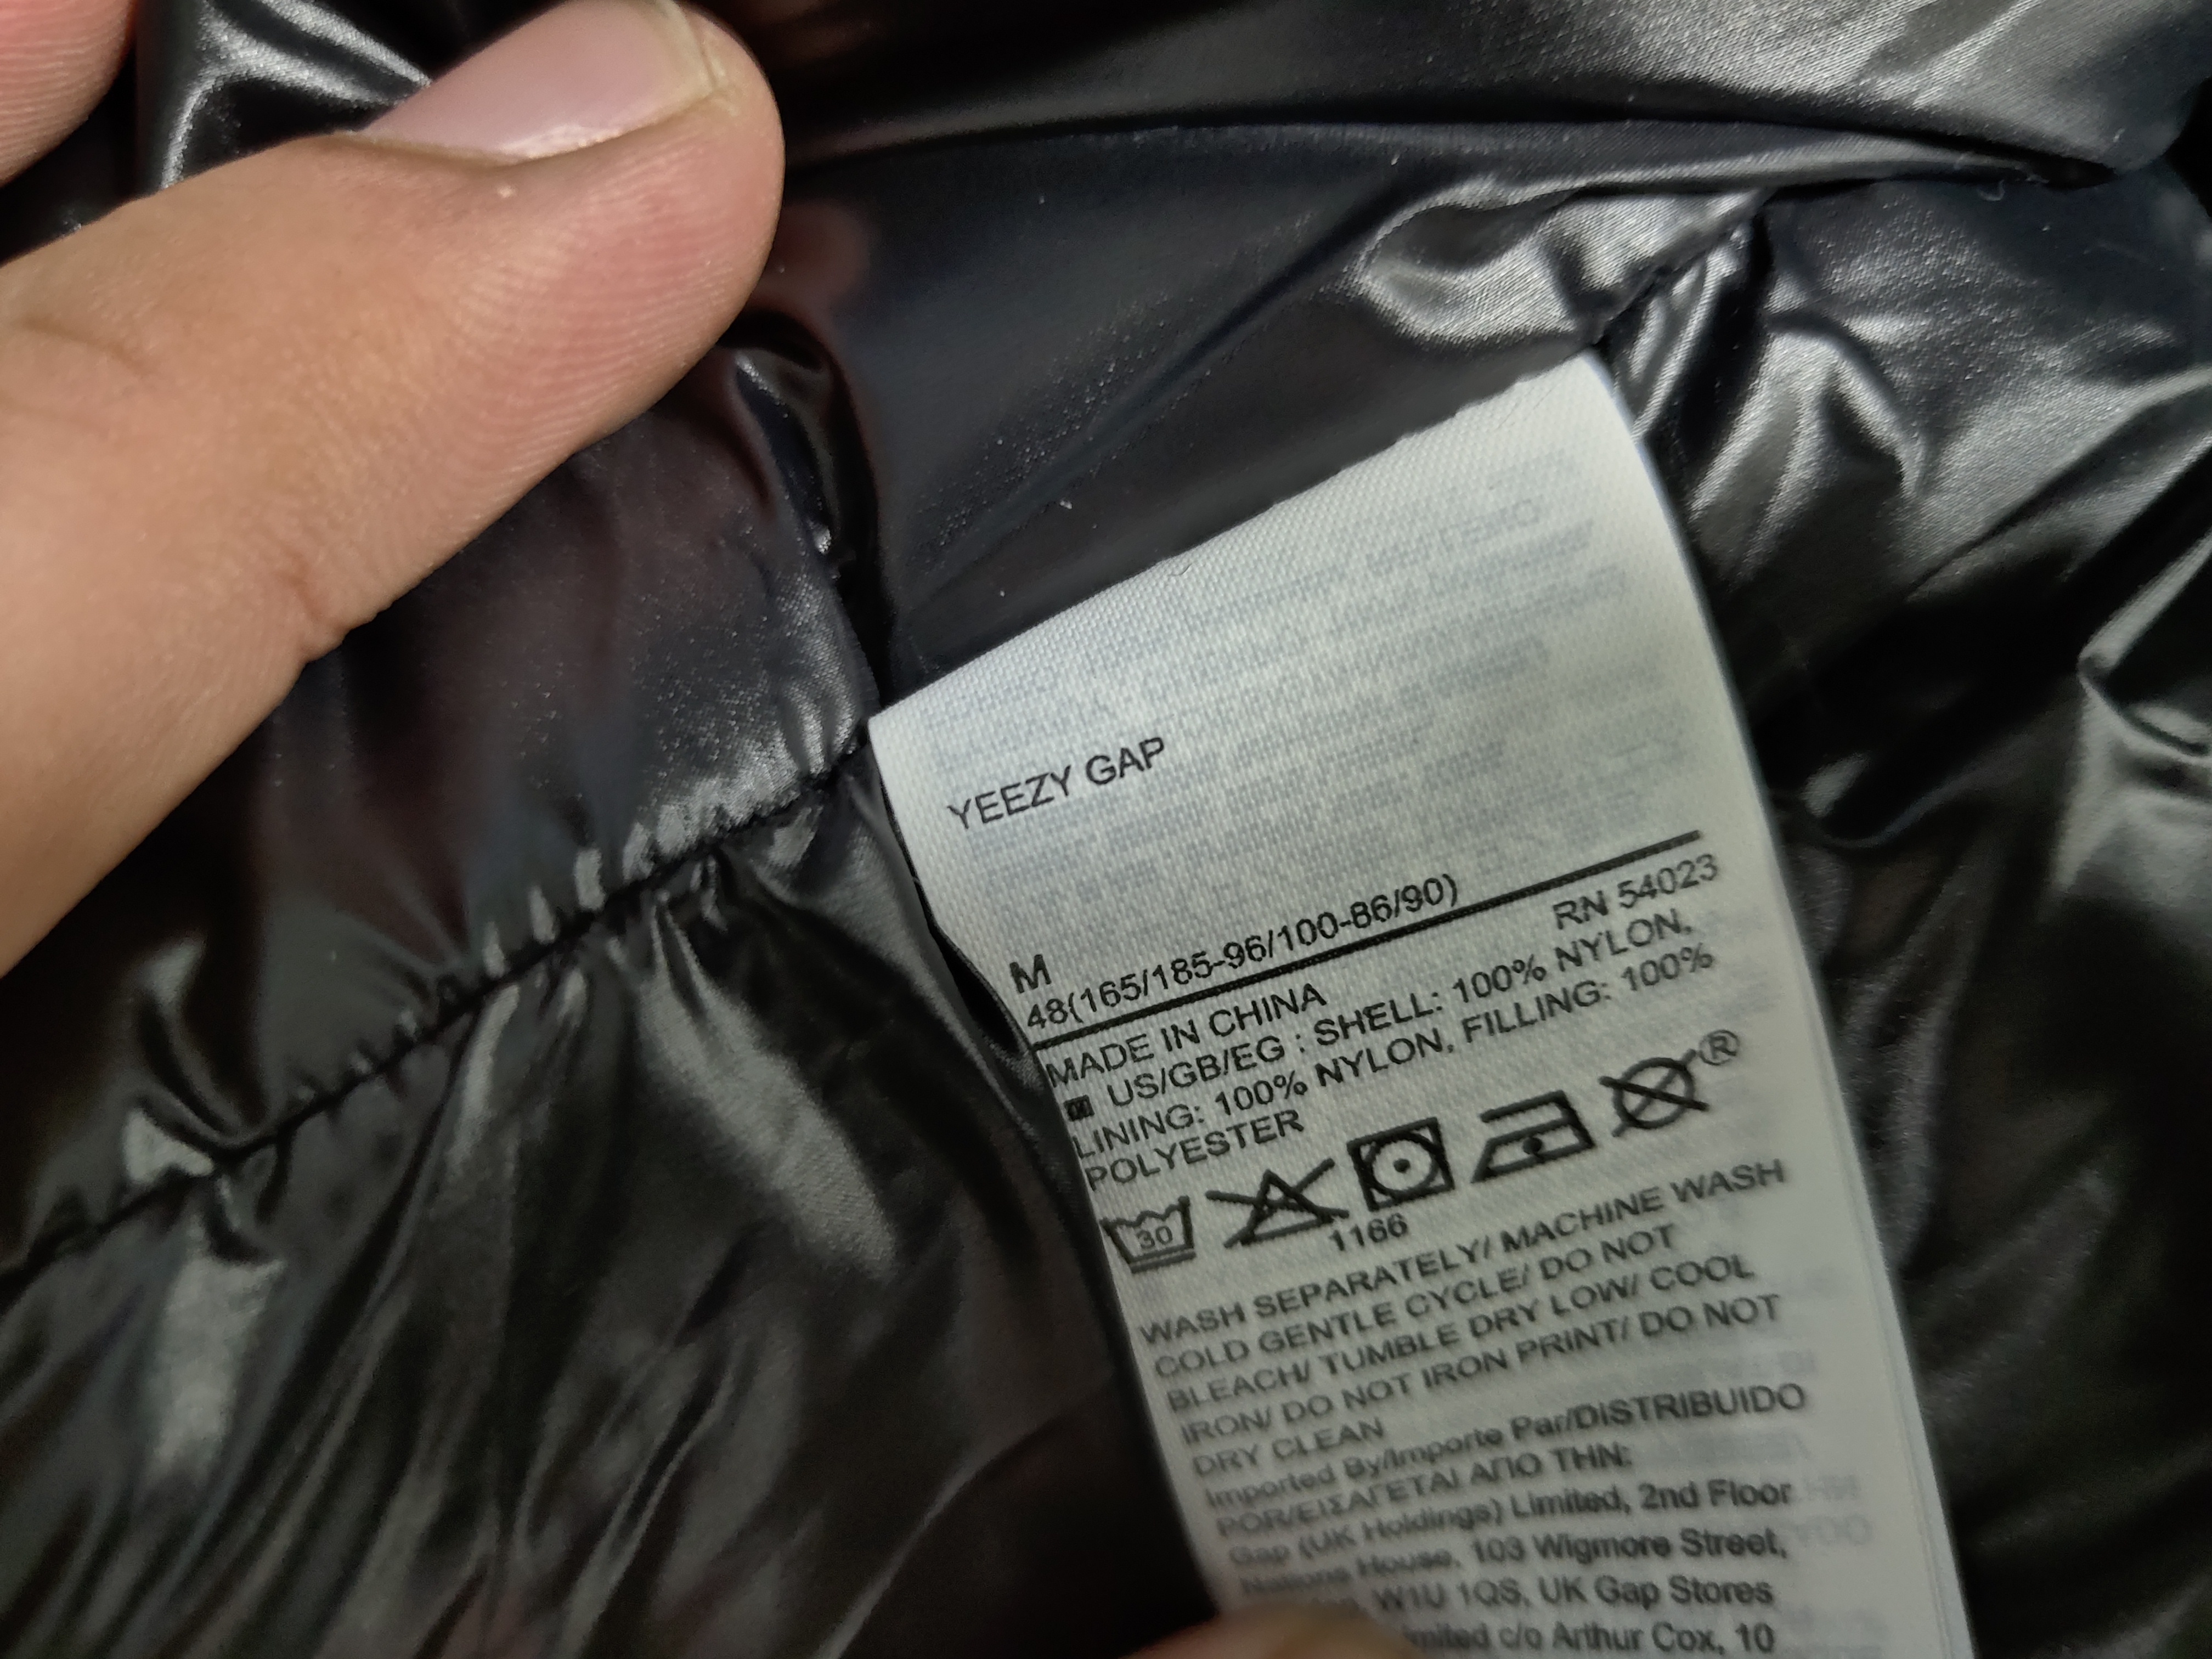 YEEZY GAP
M
48(165/185-96/100-86/90)
RN 54023
MADE IN CHINA
US/GB/EG : SHELL: 100% NYLON,
LINING: 100% NYLON, FILLING: 100%
POLYESTER
30
®
1166
WASH SEPARATELY/ MACHINE WASH
COLD GENTLE CYCLE/ DO NOT
BLEACH/ TUMBLE DRY LOW/ COOL
IRON/ DO NOT IRON PRINT/ DO NOT
DRY CLEAN
Imported By/Importe Par/DISTRIBUIDO
POR/ΕΙΣΑΓΕΤΑΙ ΑΠΟ ΤΗΝ:
Gap (UK Holdings) Limited, 2nd Floor
House, 103 Wigmore Street,
W1U 1QS, UK Gap Stores
c/o Arthur Cox, 10